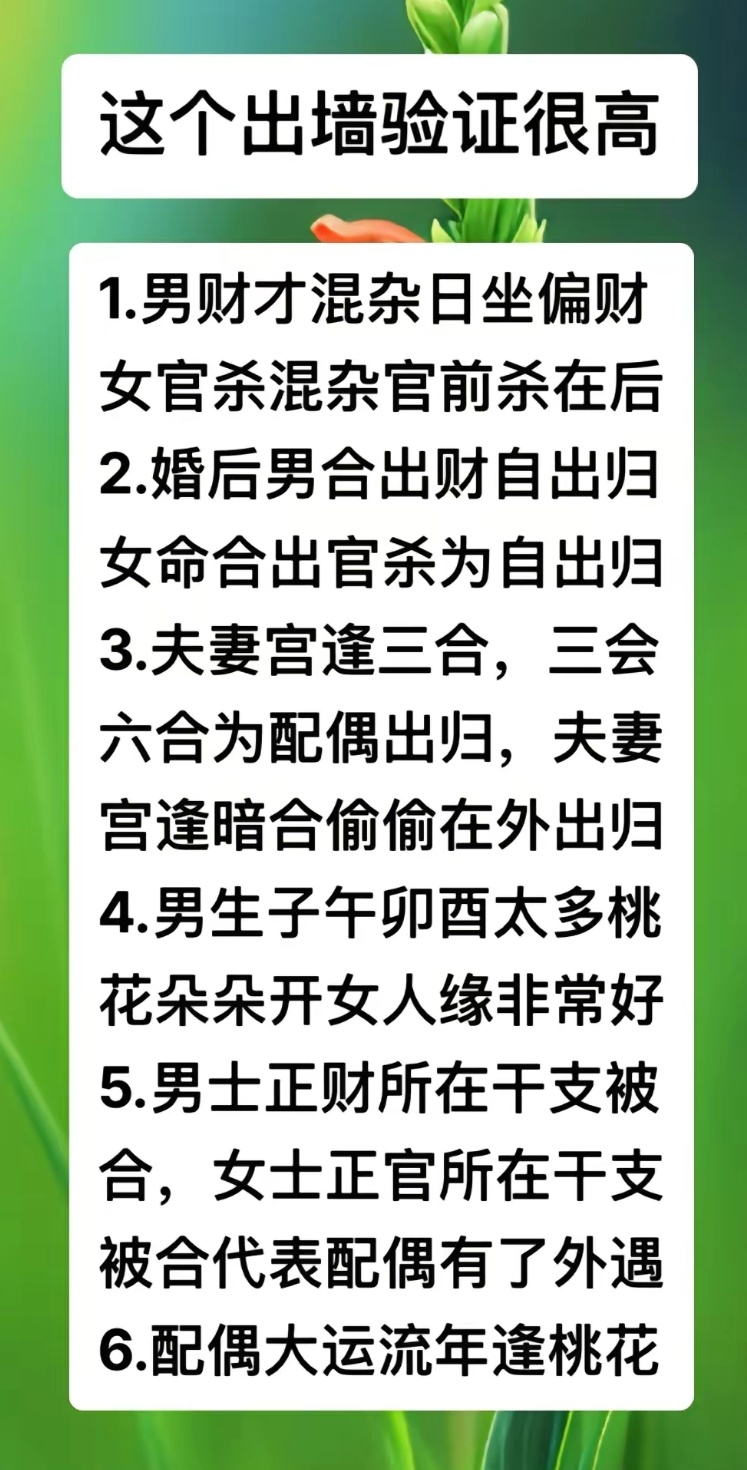 这个出墙验证很高
1.男财才混杂日坐偏财
女官杀混杂官前杀在后
2.婚后男合出财自出归
女命合出官杀为自出归
3.夫妻宫逢三合，三会
六合为配偶出归，夫妻
宫逢暗合偷偷在外出归
4.男生子午卯酉太多桃
花朵朵开女人缘非常好
5.男士正财所在干支被
合，女士正官所在干支
被合代表配偶有了外遇
6.配偶大运流年逢桃花